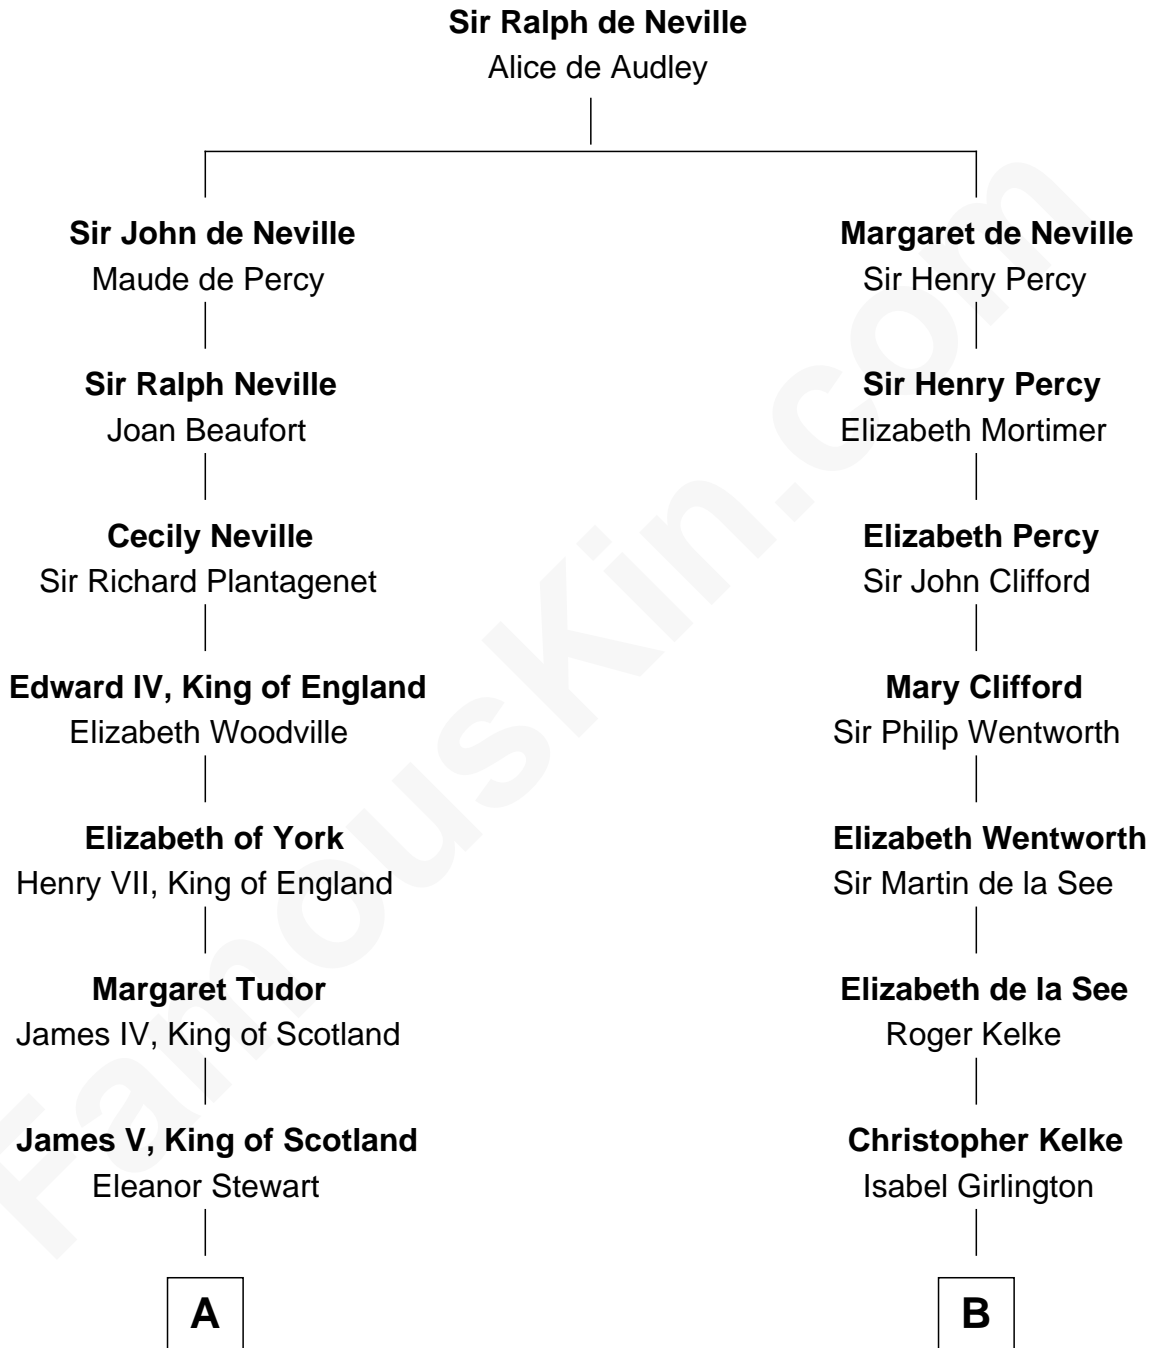 Sir Ralph de Neville
Alice de Audley
Sir John de Neville
Maude de Percy
Margaret de Neville
Sir Henry Percy
Sir Ralph Neville
Joan Beaufort
Sir Henry Percy
Elizabeth Mortimer
Cecily Neville
Sir Richard Plantagenet
Elizabeth Percy
Sir John Clifford
Edward IV, King of England
Elizabeth Woodville
Mary Clifford
Sir Philip Wentworth
Elizabeth of York
Henry VII, King of England
Elizabeth Wentworth
Sir Martin de la See
Margaret Tudor
James IV, King of Scotland
Elizabeth de la See
Roger Kelke
James V, King of Scotland
Eleanor Stewart
Christopher Kelke
Isabel Girlington
A
B
FamousKin.com